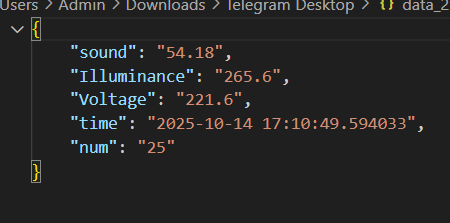 Users > Admin > Downloads > Telegram Desktop > {} data_2
{
"sound": "54.18",
"Illuminance": "265.6",
"Voltage": "221.6",
"time": "2025-10-14 17:10:49.594033",
"num": "25"
}